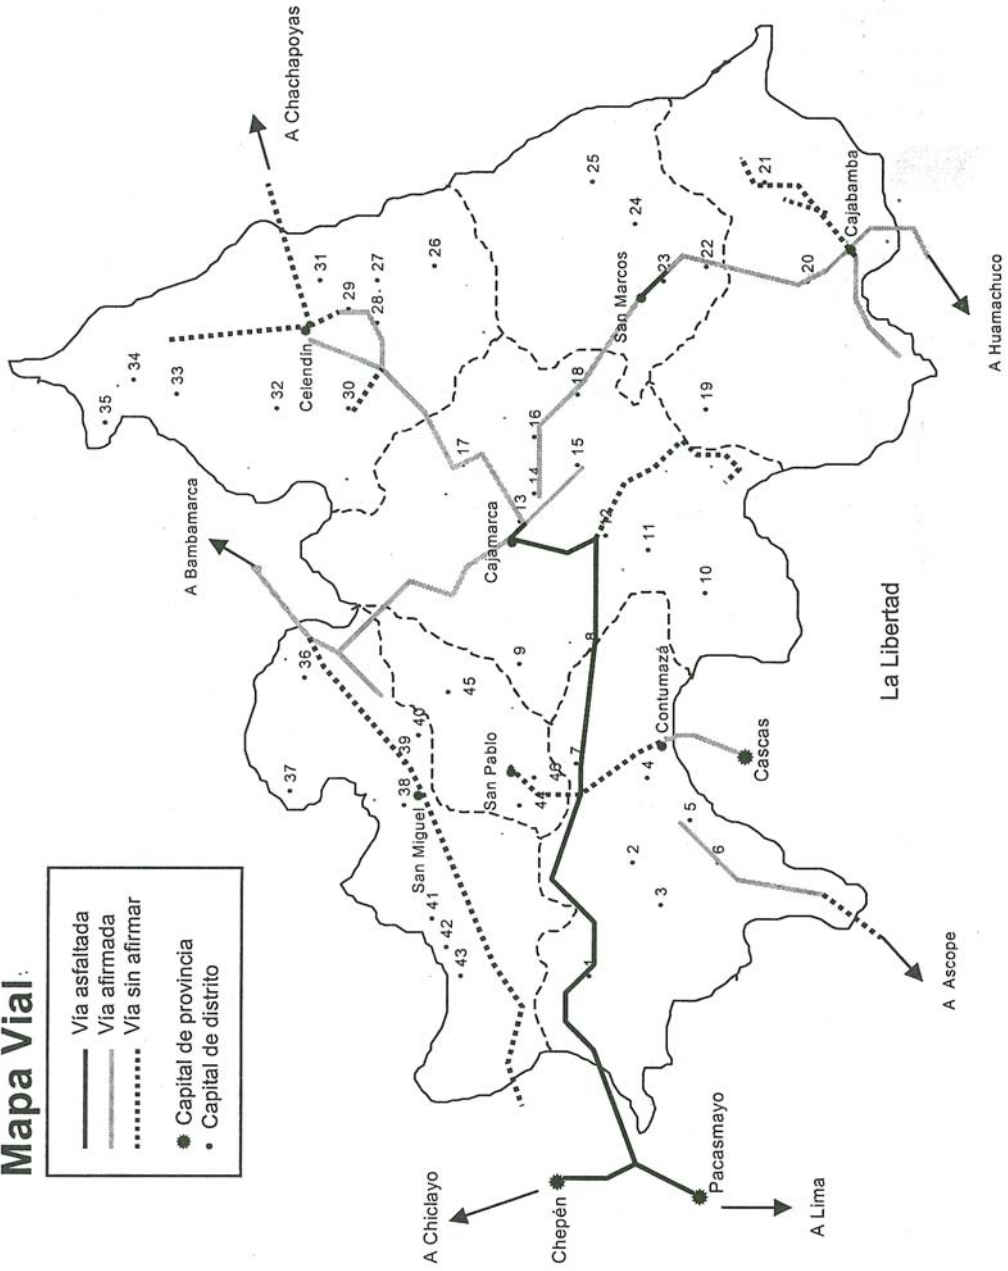 Mapa Vial
Vía asfaltada
Vía afirmada
Vía sin afirmar
Capital de provincia
Capital de distrito
A Chiclayo
Chepén
Pacasmayo
A Lima
A Bambamarca
A Chachapoyas
35
34
33
32
31
Celendín
30
29
28
27
26
17
36
37
38
39
40
San Miguel
41
42
43
45
9
San Pablo
44
46
7
8
Cajamarca
13
14
16
15
18
12
11
10
19
San Marcos
23
24
25
22
20
21
Cajabamba
A Huamachuco
Contumazá
4
Cascas
5
6
2
3
1
La Libertad
A Ascope